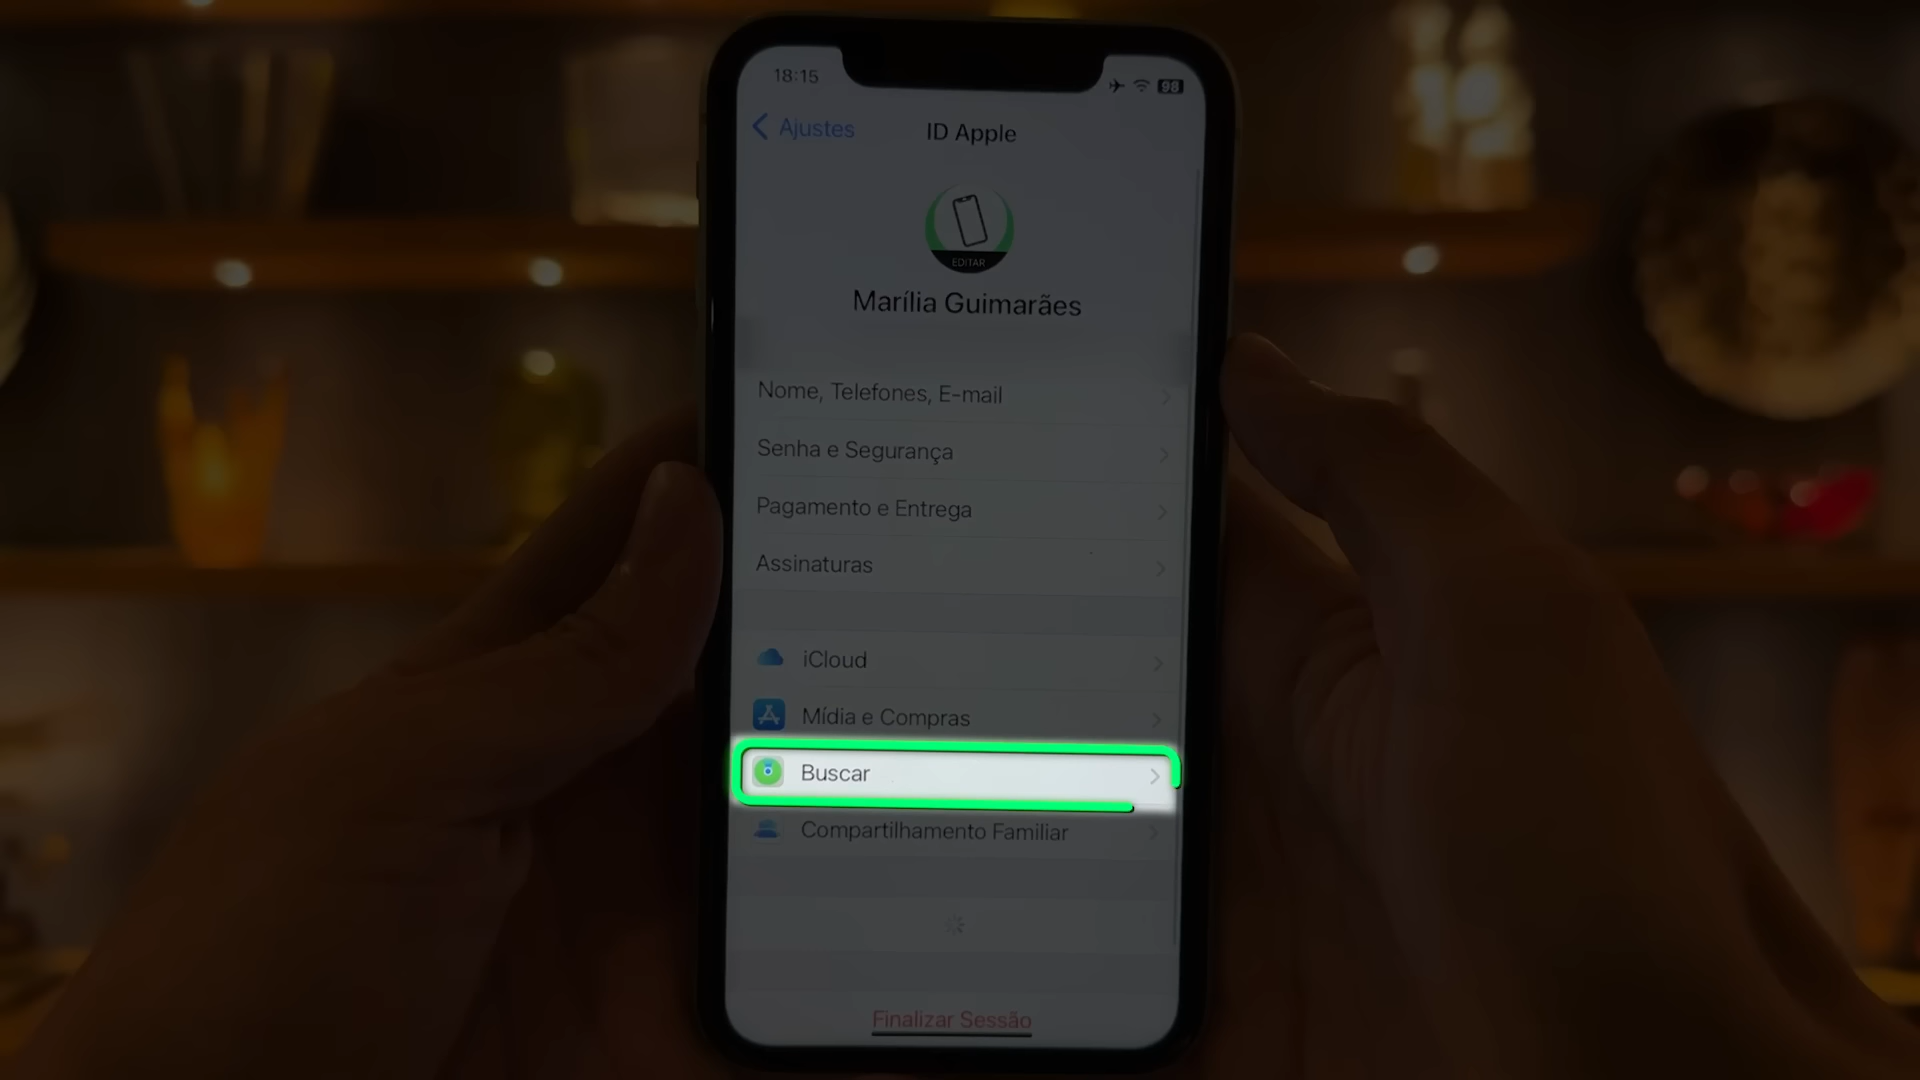 18:15
98
Ajustes
ID Apple
EDITAR
Marília Guimarães
Nome, Telefones, E-mail
Senha e Segurança
Pagamento e Entrega
Assinaturas
iCloud
Mídia e Compras
Buscar
Compartilhamento Familiar
Finalizar Sessão